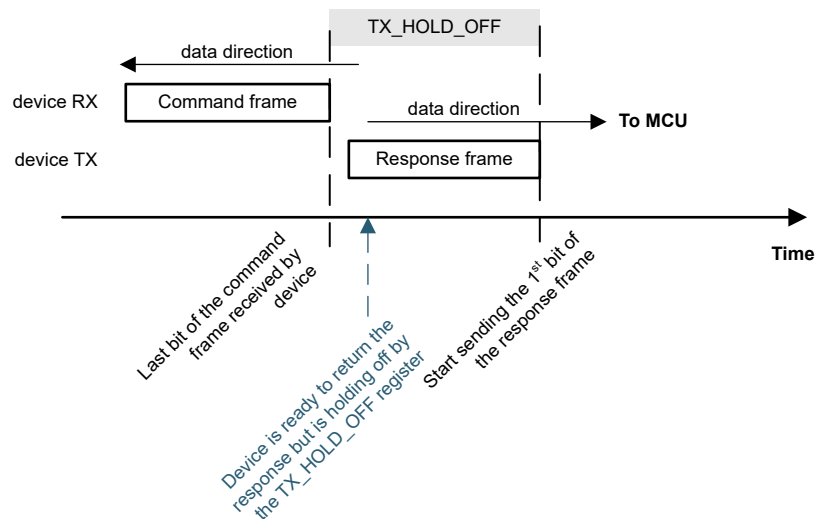 TX_HOLD_OFF
data direction
device RX
Command frame
data direction
To MCU
device TX
Response frame
Time
Last bit of the command
frame received by
device
Device is ready to return the
response but is holding off by
the TX_HOLD_OFF register
Start sending the 1st bit of
the response frame